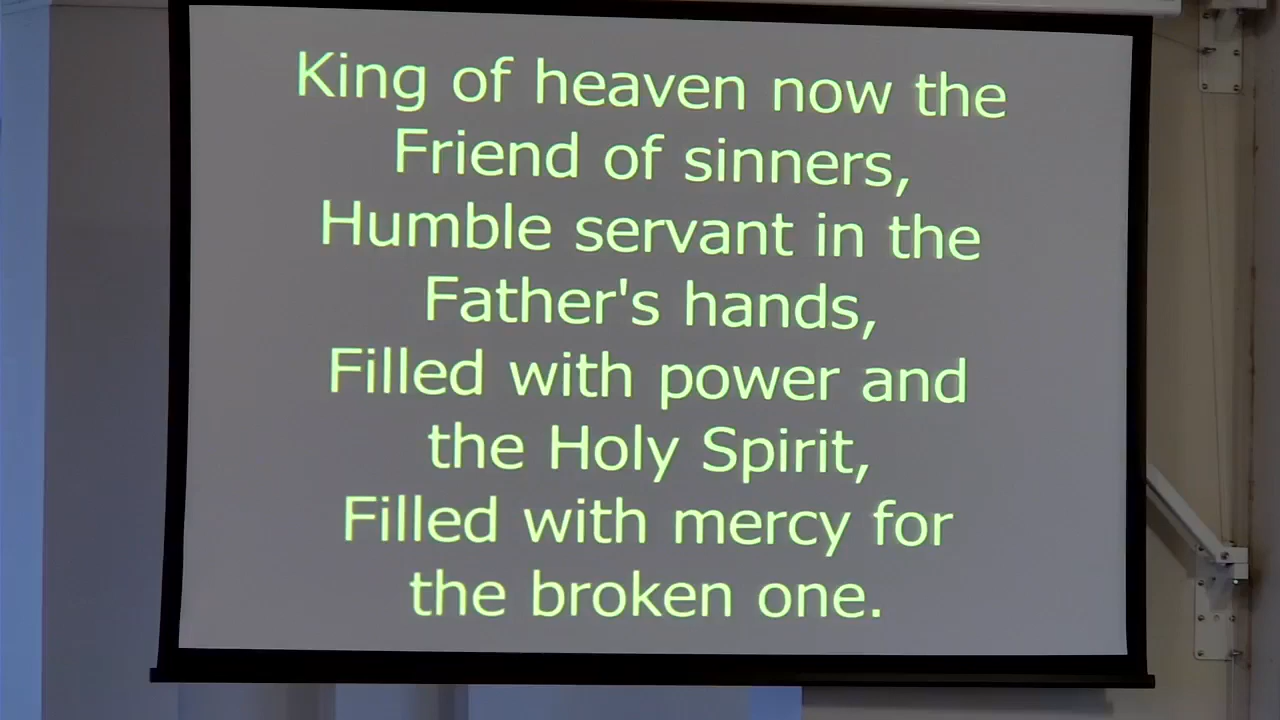 King of heaven now the
Friend of sinners,
Humble servant in the
Father's hands,
Filled with power and
the Holy Spirit,
Filled with mercy for
the broken one.